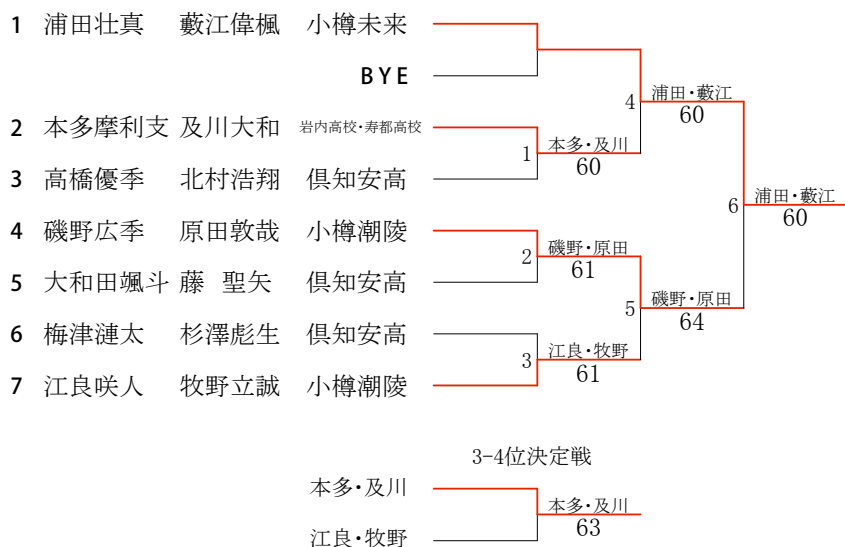 1 浦田壮真 藪江偉楓 小樽未来
BYE
2 本多摩利支 及川大和 岩内高校・寿都高校
3 高橋優季 北村浩翔 倶知安高
4 磯野広季 原田敦哉 小樽潮陵
5 大和田颯斗 藤 聖矢 倶知安高
6 梅津漣太 杉澤彪生 倶知安高
7 江良咲人 牧野立誠 小樽潮陵
1 本多・及川
60
2 磯野・原田
61
3 江良・牧野
61
4 浦田・藪江
60
5 磯野・原田
64
6 浦田・藪江
60
3-4位決定戦
本多・及川
江良・牧野
本多・及川
63